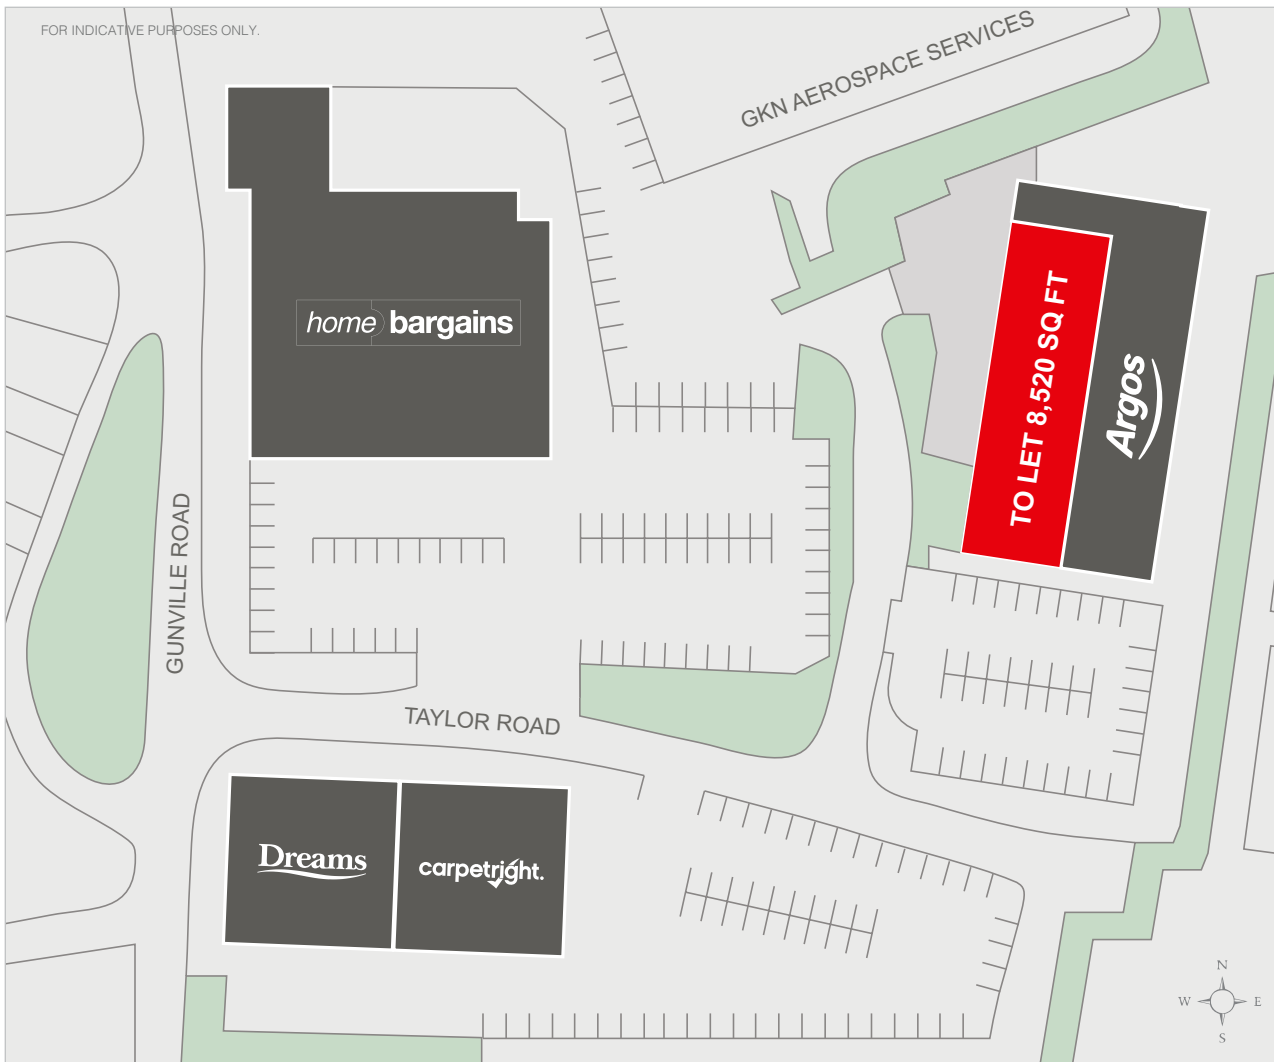 FOR INDICATIVE PURPOSES ONLY.
GKN AEROSPACE SERVICES
home bargains
TO LET 8,520 SQ FT
Argos
GUNVILLE ROAD
TAYLOR ROAD
Dreams
carpetright.
N
W E
S